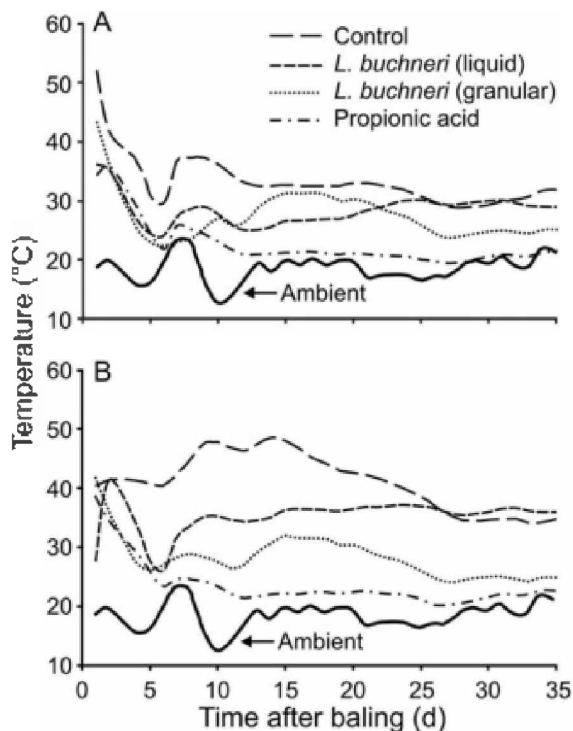 60
A
Control
50
L. buchneri (liquid)
L. buchneri (granular)
40
Propionic acid
30
20
Ambient
10
Temperature (°C)
60
B
50
40
30
20
Ambient
10
0 5 10 15 20 25 30 35
Time after baling (d)